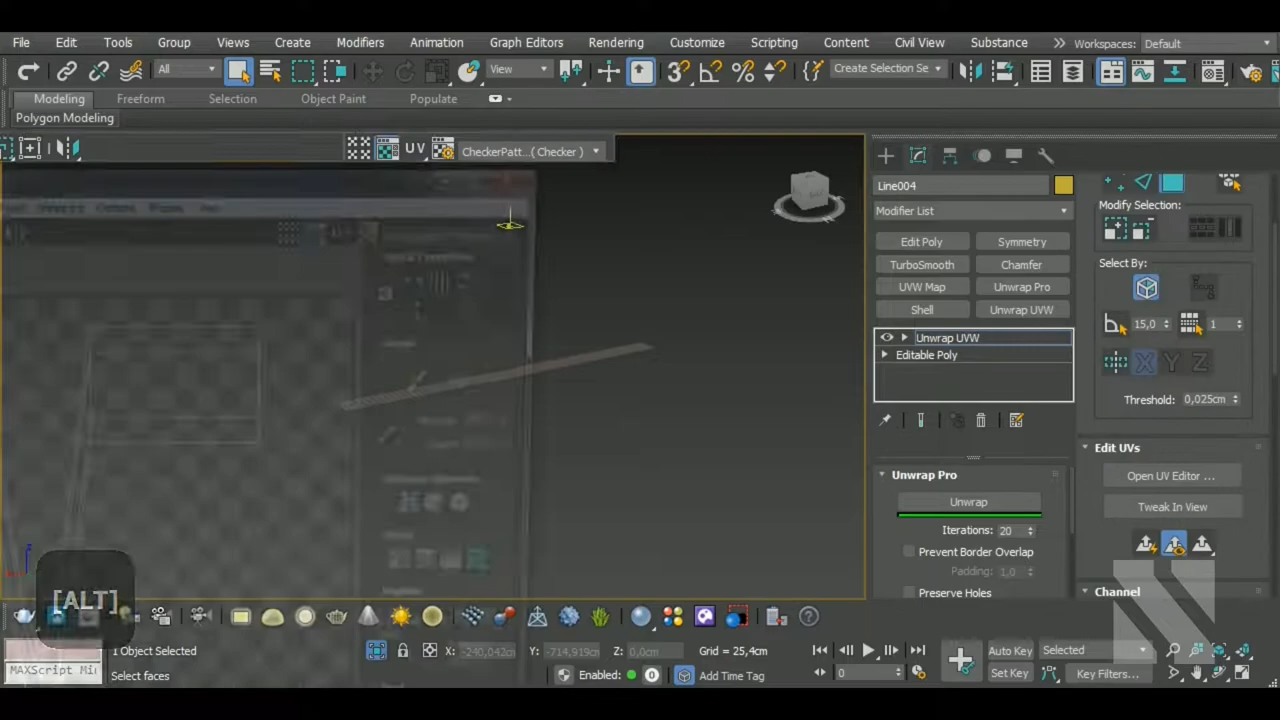 File Edit Tools Group Views Create Modifiers Animation Graph Editors Rendering Customize Scripting Content Civil View Substance Workspaces: Default
All View Create Selection Se
Modeling Freeform Selection Object Paint Populate
Polygon Modeling
UV CheckerPatt...( Checker )
Line004
Modifier List
Edit Poly Symmetry
TurboSmooth Chamfer
UVW Map Unwrap Pro
Shell Unwrap UVW
Unwrap UVW
Editable Poly
Unwrap Pro
Unwrap
Iterations: 20
Prevent Border Overlap
Padding: 1,0
Preserve Holes
Modify Selection:
Select By:
15,0 1
X Y Z
Threshold: 0,025cm
Edit UVs
Open UV Editor ...
Tweak In View
Channel
[ALT]
1 Object Selected X: -240,042cm Y: -714,919cm Z: 0,0cm Grid = 25,4cm Auto Key Selected
MAXScript Mi Select faces Enabled: 0 Add Time Tag 0 Set Key Key Filters...